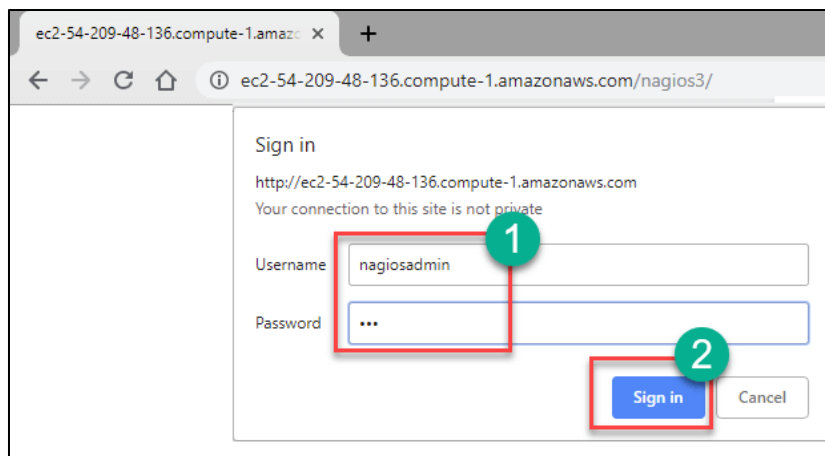 ec2-54-209-48-136.compute-1.amaz
ec2-54-209-48-136.compute-1.amazonaws.com/nagios3/
Sign in
http://ec2-54-209-48-136.compute-1.amazonaws.com
Your connection to this site is not private
1
Username nagiosadmin
Password •••
2
Sign in Cancel